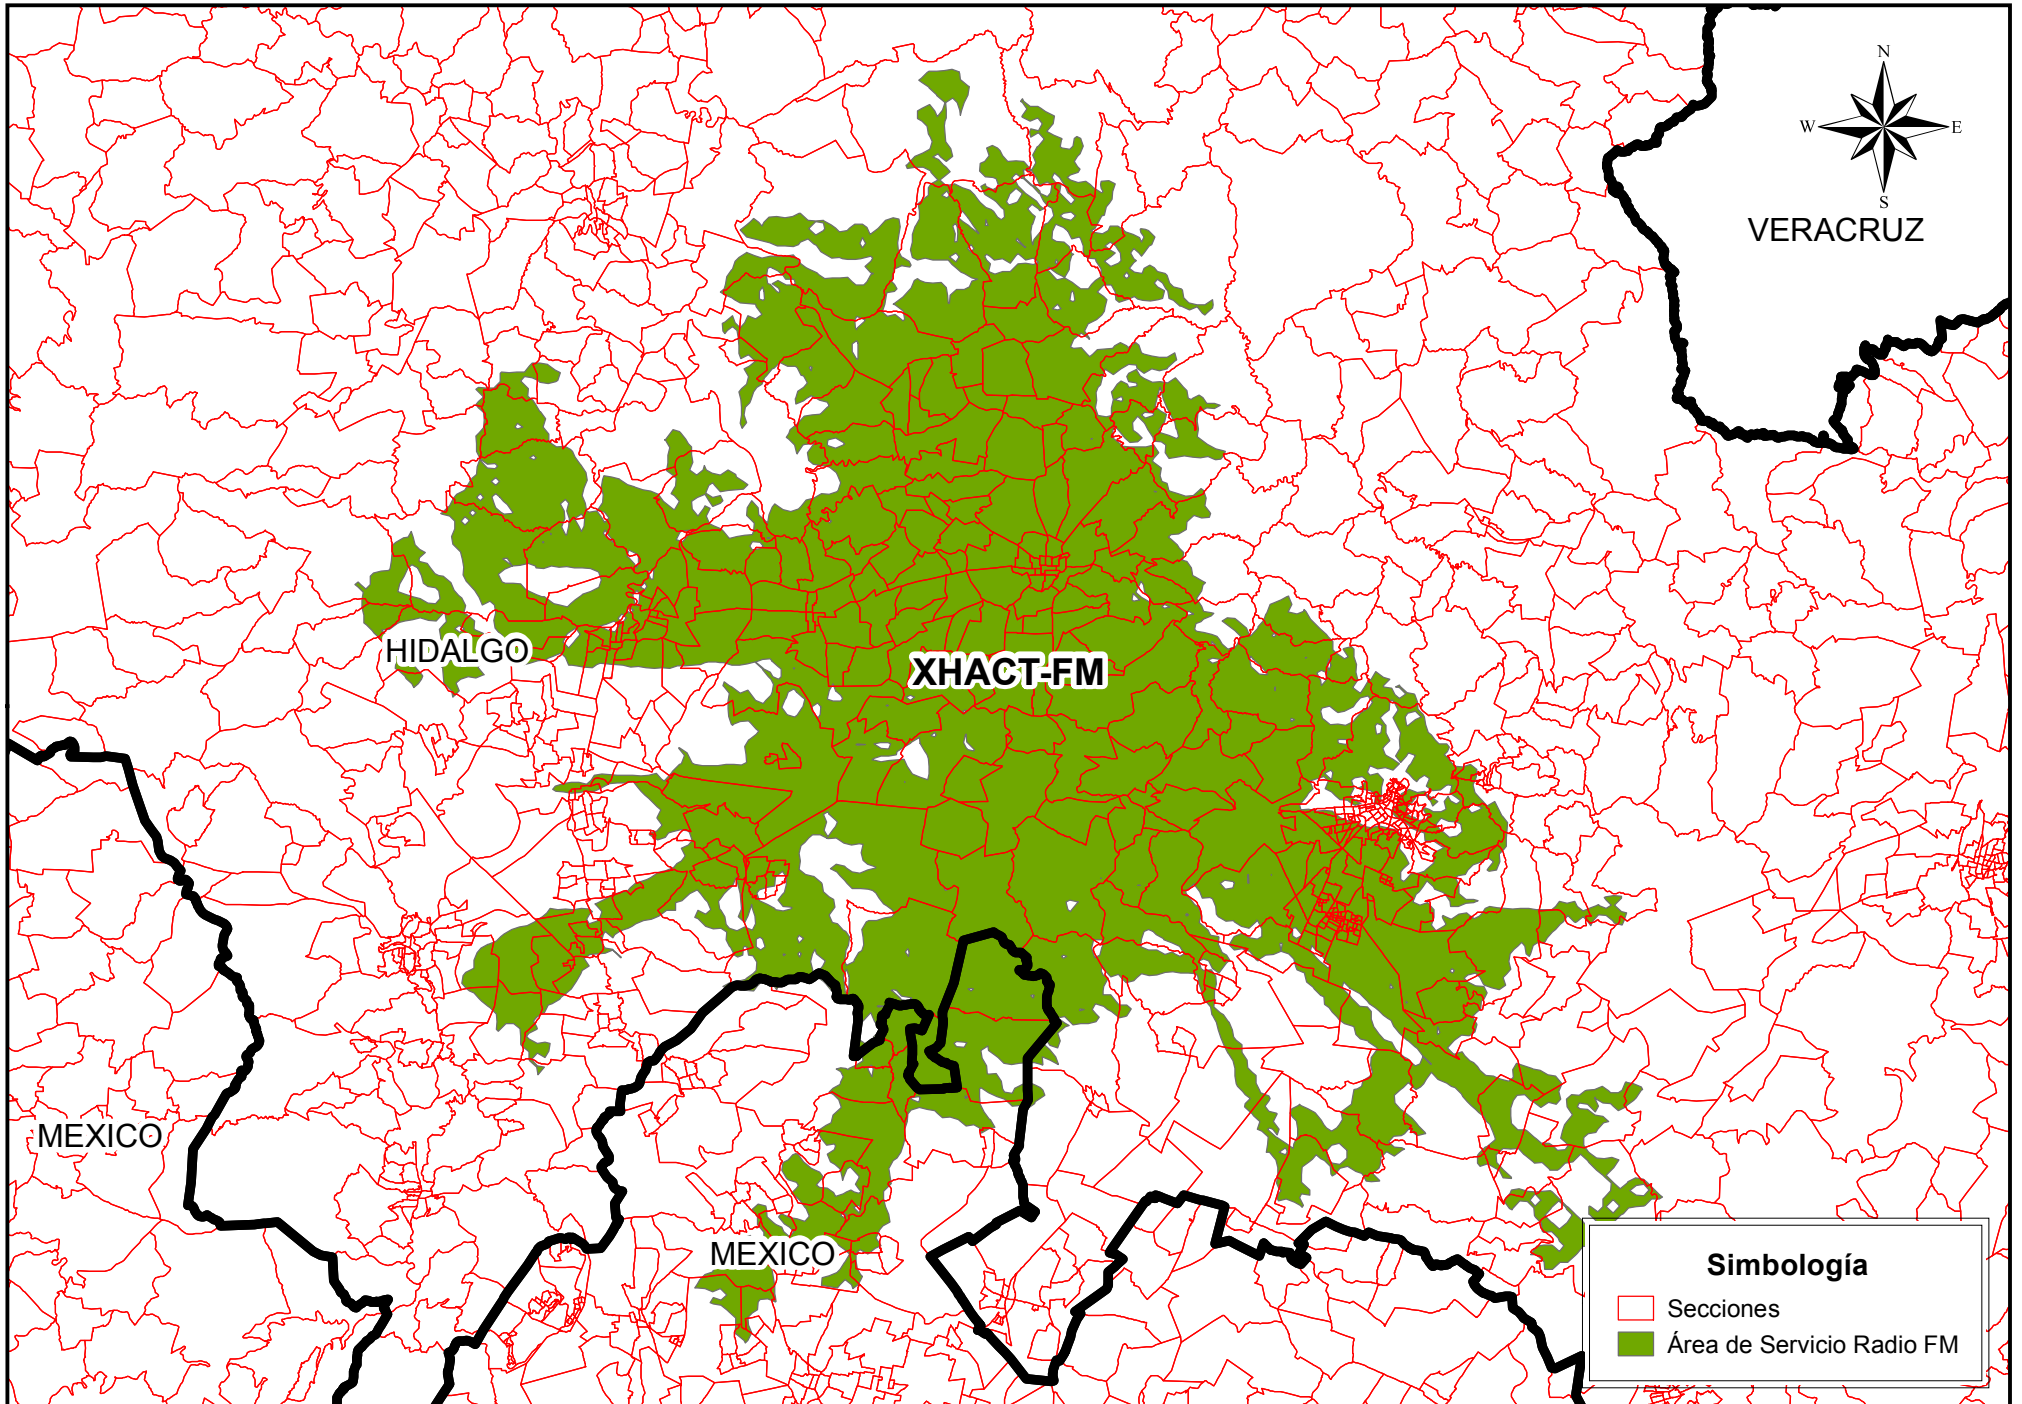 N
W E
S
VERACRUZ
HIDALGO
XHACT-FM
MEXICO
MEXICO
Simbología
Secciones
Área de Servicio Radio FM